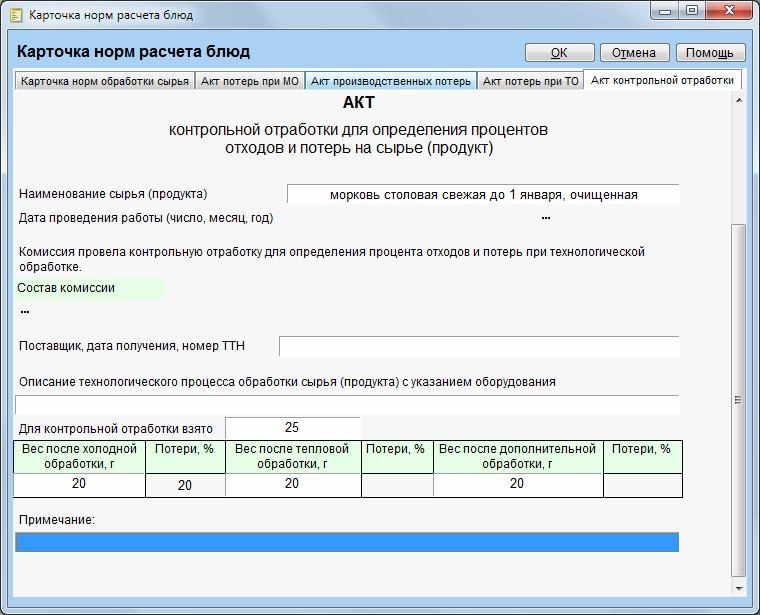 Карточка норм расчета блюд
Карточка норм расчета блюд
ОК Отмена Помощь
Карточка норм обработки сырья Акт потерь при МО Акт производственных потерь Акт потерь при ТО Акт контрольной отработки
АКТ
контрольной отработки для определения процентов
отходов и потерь на сырье (продукт)
Наименование сырья (продукта) морковь столовая свежая до 1 января, очищенная
Дата проведения работы (число, месяц, год) ...
Комиссия провела контрольную отработку для определения процента отходов и потерь при технологической
обработке.
Состав комиссии
...
Поставщик, дата получения, номер ТТН
Описание технологического процесса обработки сырья (продукта) с указанием оборудования
Для контрольной отработки взято 25
Вес после холодной Потери, % Вес после тепловой Потери, % Вес после дополнительной Потери, %
обработки, г обработки, г обработки, г
20 20 20 20
Примечание: